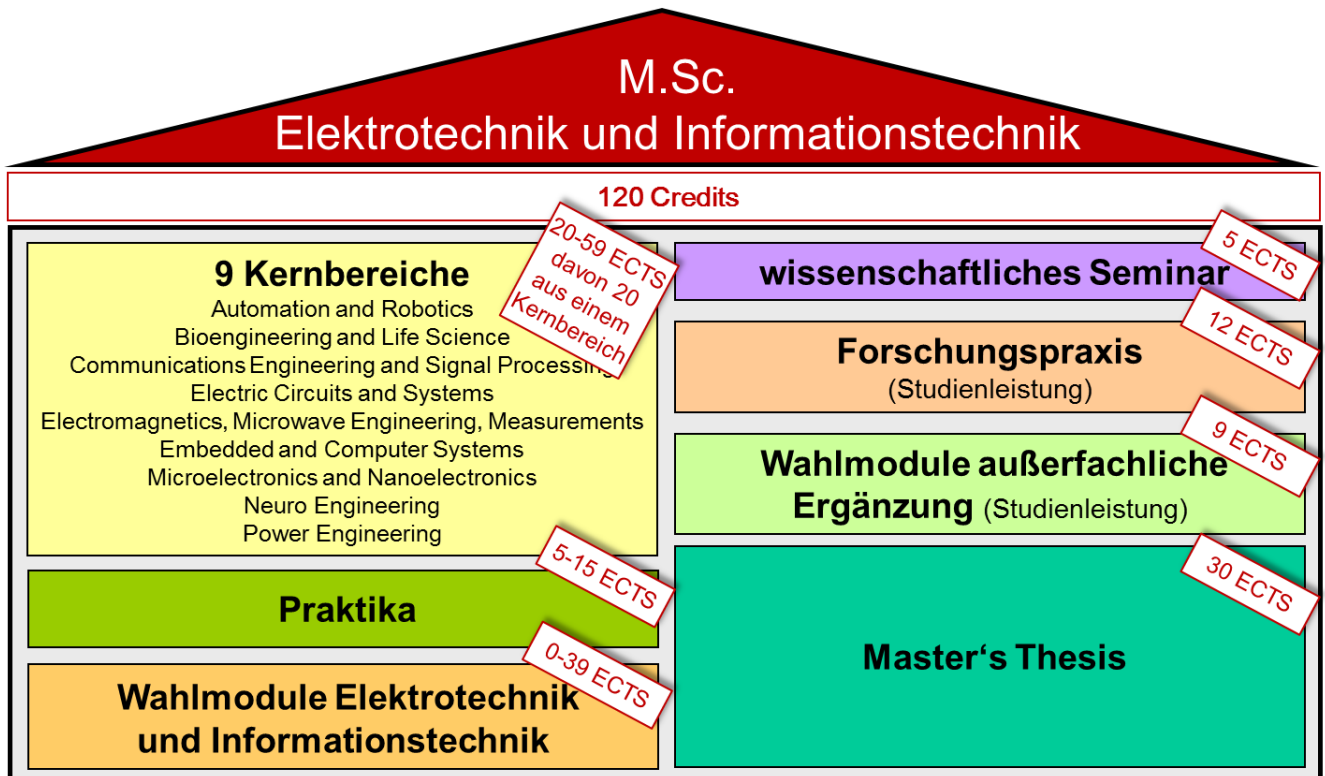 M.Sc.
Elektrotechnik und Informationstechnik
120 Credits
9 Kernbereiche
Automation and Robotics
Bioengineering and Life Science
Communications Engineering and Signal Processing
Electric Circuits and Systems
Electromagnetics, Microwave Engineering, Measurements
Embedded and Computer Systems
Microelectronics and Nanoelectronics
Neuro Engineering
Power Engineering
20-59 ECTS
davon 20
aus einem
Kernbereich
Praktika
5-15 ECTS
Wahlmodule Elektrotechnik
und Informationstechnik
0-39 ECTS
wissenschaftliches Seminar
5 ECTS
Forschungspraxis
(Studienleistung)
12 ECTS
Wahlmodule außerfachliche
Ergänzung (Studienleistung)
9 ECTS
Master‘s Thesis
30 ECTS